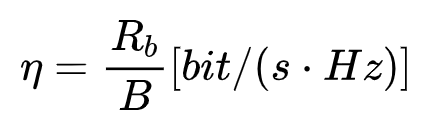 η = R_b / B [bit/(s · Hz)]